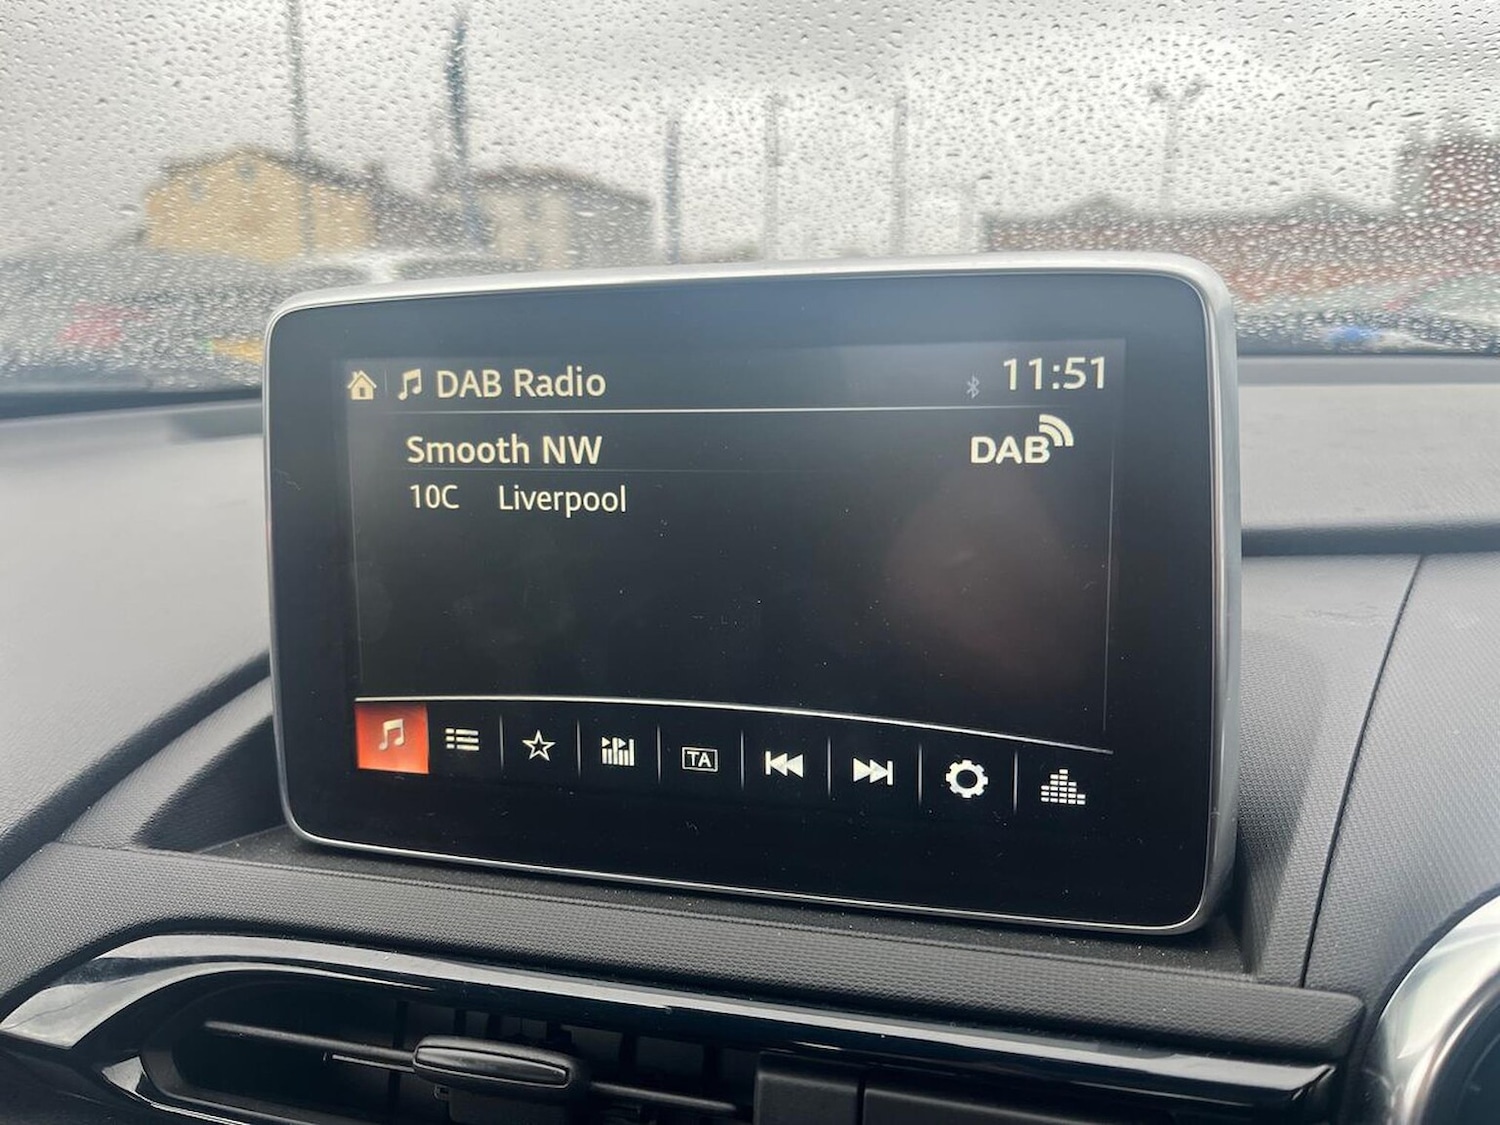 DAB Radio 11:51
Smooth NW DAB
10C Liverpool
TA